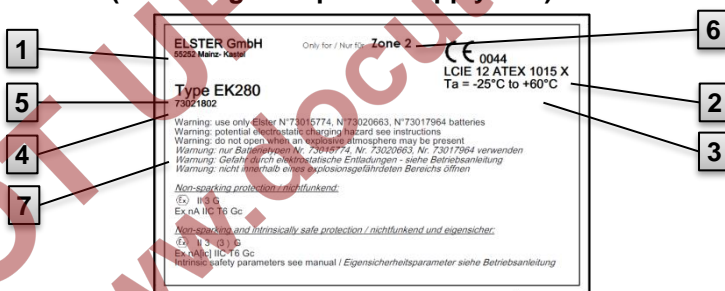 ELSTER GmbH
55252 Mainz- Kastel
Only for / Nur für Zone 2
CE 0044
LCIE 12 ATEX 1015 X
Ta = -25°C to +60°C
Type EK280
73021802
Warning: use only Elster N°73015774, N°73020663, N°73017964 batteries
Warning: potential electrostatic charging hazard see instructions
Warning: do not open when an explosive atmosphere may be present
Warnung: nur Batterietypen Nr. 73015774, Nr. 73020663, Nr. 73017964 verwenden
Warnung: Gefahr durch elektrostatische Entladungen - siehe Betriebsanleitung
Warnung: nicht innerhalb eines explosionsgefährdeten Bereichs öffnen
Non-sparking protection / nichtfunkend:
Ex II 3 G
Ex nA IIC T6 Gc
Non-sparking and intrinsically safe protection / nichtfunkend und eigensicher:
Ex II 3 (3) G
Ex nA[ic] IIC T6 Gc
Intrinsic safety parameters see manual / Eigensicherheitsparameter siehe Betriebsanleitung
1
5
4
7
6
2
3
www.docu